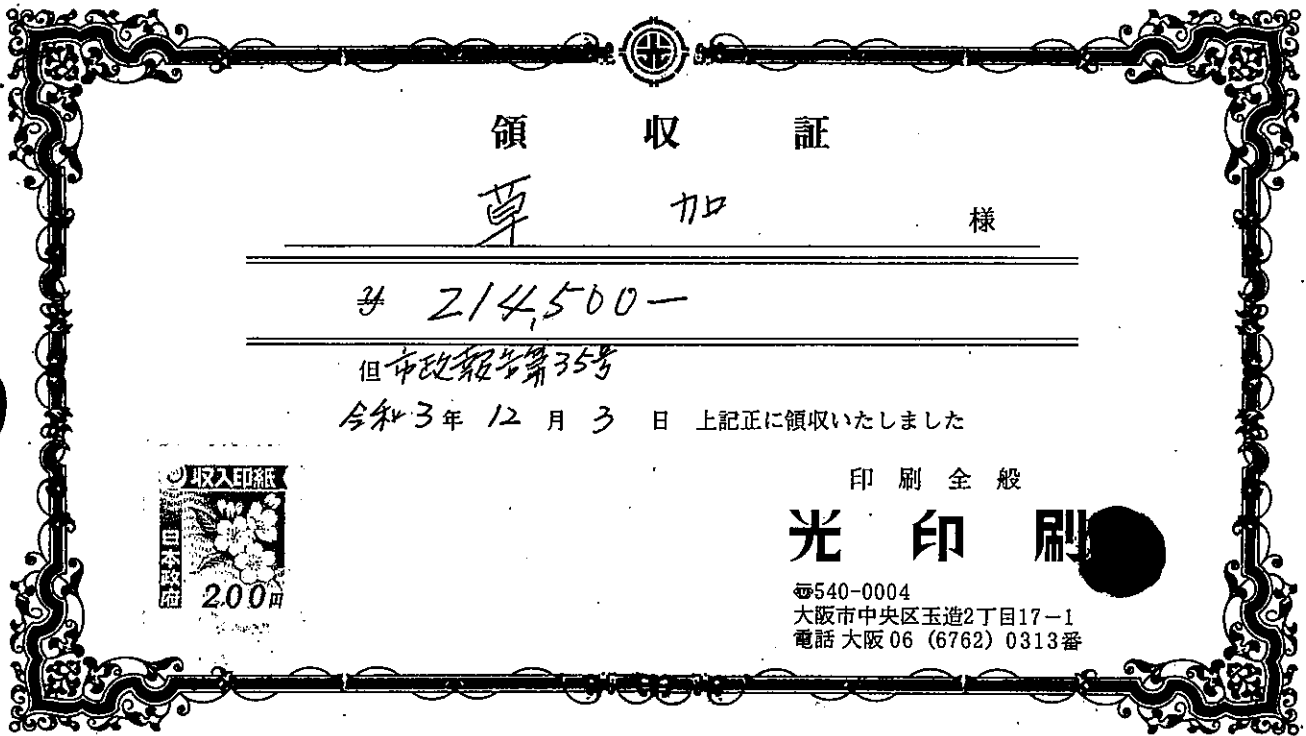 領収証
草加 様
¥ 214,500-
但 市政報告第35号
令和3年12月3日 上記正に領収いたしました
収入印紙
日本政府
200円
印刷全般
光印刷
〒540-0004
大阪市中央区玉造2丁目17-1
電話 大阪 06 (6762) 0313番